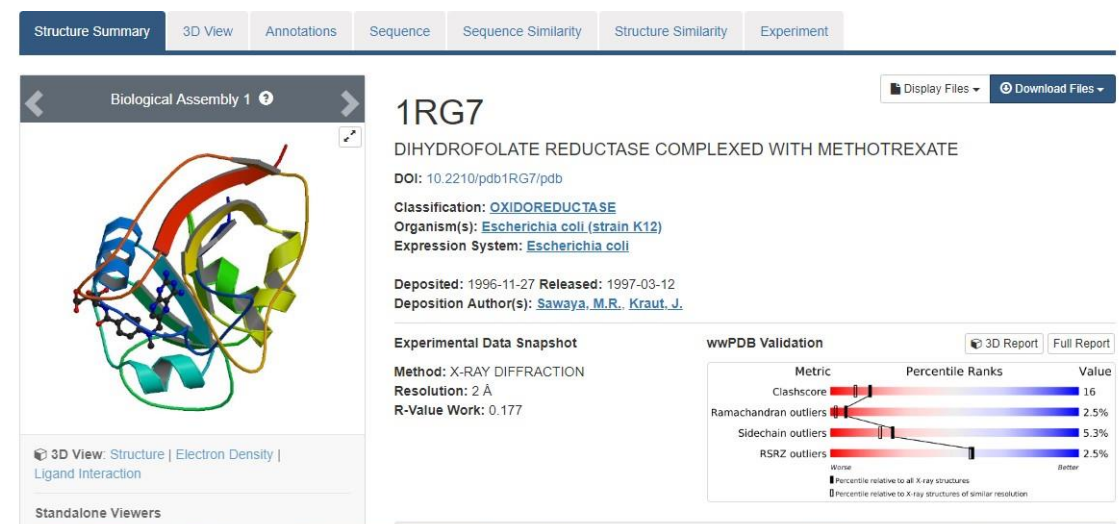 Structure Summary 3D View Annotations Sequence Sequence Similarity Structure Similarity Experiment
Biological Assembly 1 ?
Display Files Download Files
1RG7
DIHYDROFOLATE REDUCTASE COMPLEXED WITH METHOTREXATE
DOI: 10.2210/pdb1RG7/pdb
Classification: OXIDOREDUCTASE
Organism(s): Escherichia coli (strain K12)
Expression System: Escherichia coli
Deposited: 1996-11-27 Released: 1997-03-12
Deposition Author(s): Sawaya, M.R., Kraut, J.
Experimental Data Snapshot
Method: X-RAY DIFFRACTION
Resolution: 2 Å
R-Value Work: 0.177
wwPDB Validation 3D Report Full Report
Metric Percentile Ranks Value
Clashscore 16
Ramachandran outliers 2.5%
Sidechain outliers 5.3%
RSRZ outliers 2.5%
Worse Better
Percentile relative to all X-ray structures
Percentile relative to X-ray structures of similar resolution
3D View: Structure | Electron Density |
Ligand Interaction
Standalone Viewers